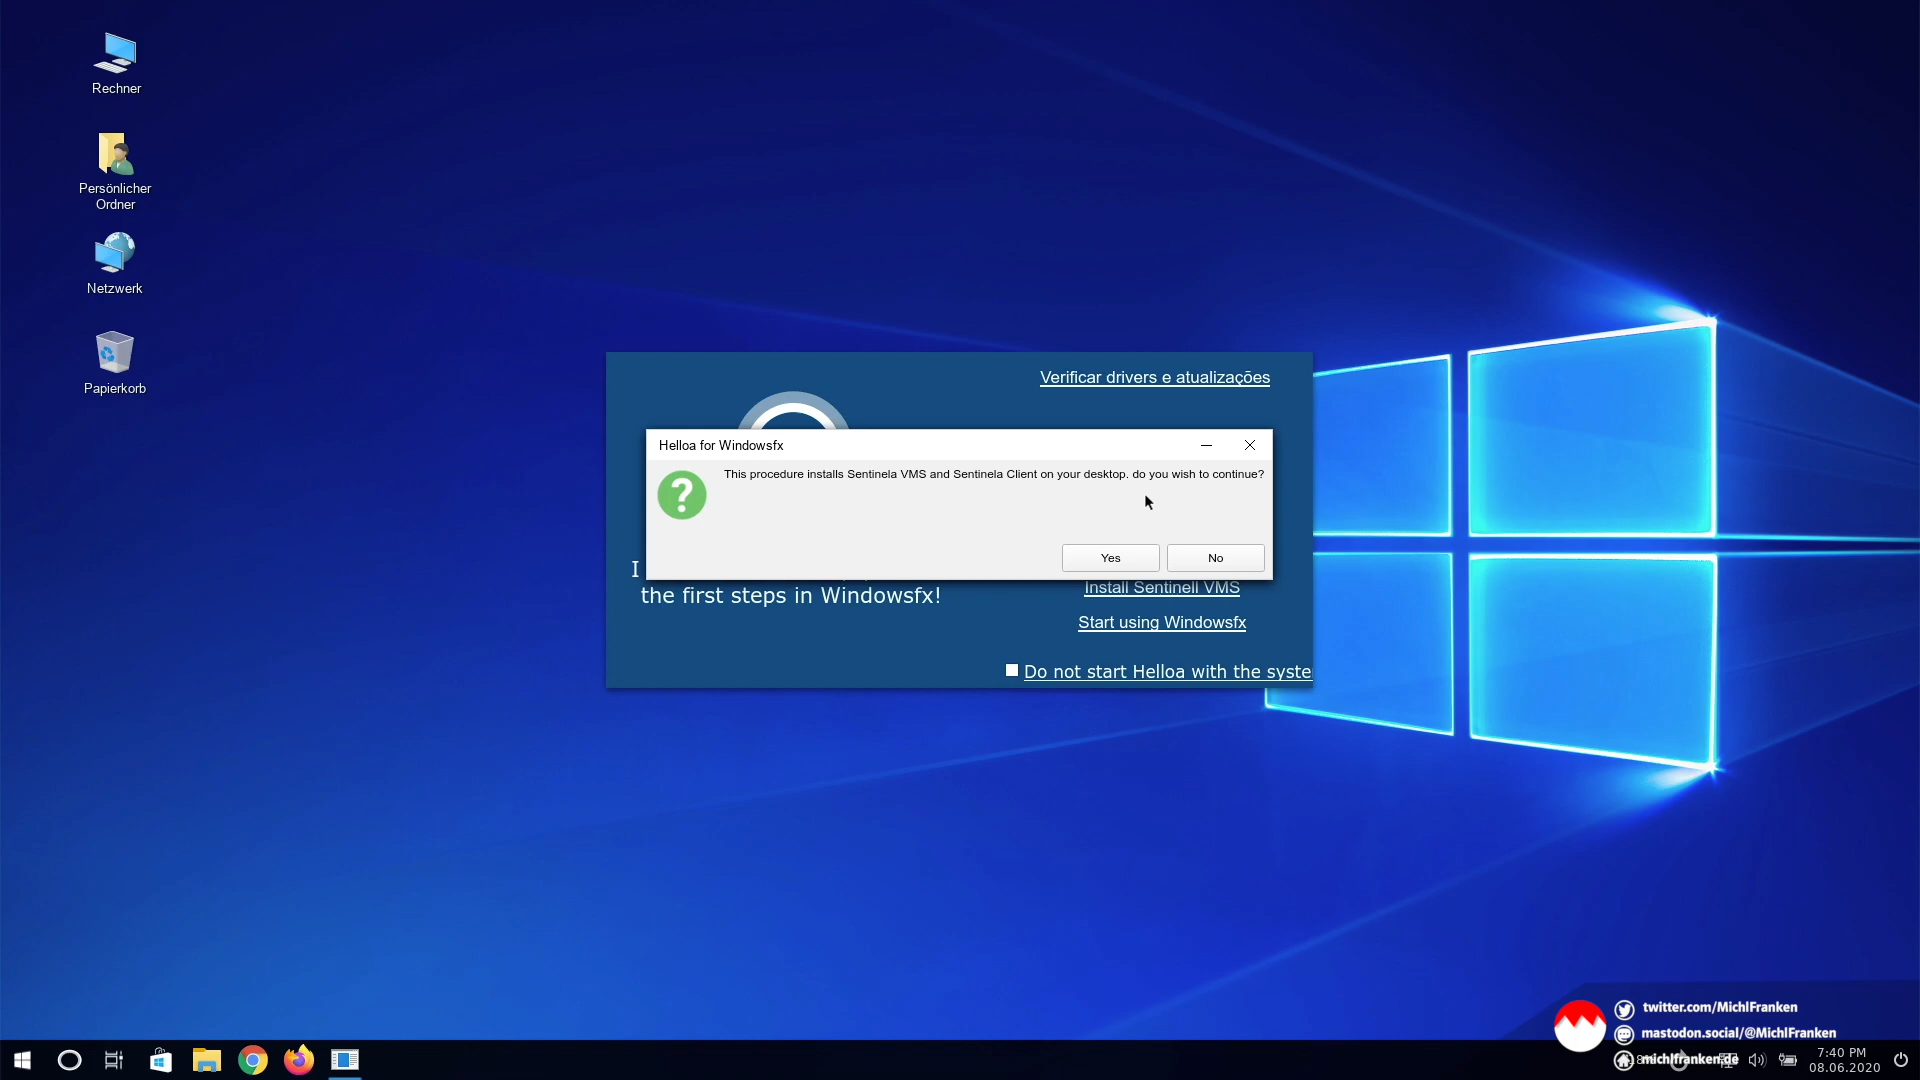 Rechner
Persönlicher
Ordner
Netzwerk
Papierkorb
Verificar drivers e atualizações
Helloa for Windowsfx
This procedure installs Sentinela VMS and Sentinela Client on your desktop. do you wish to continue?
Yes
No
I
the first steps in Windowsfx!
Install Sentinell VMS
Start using Windowsfx
Do not start Helloa with the syste
twitter.com/MichlFranken
mastodon.social/@MichlFranken
michlfranken.de
7:40 PM
08.06.2020